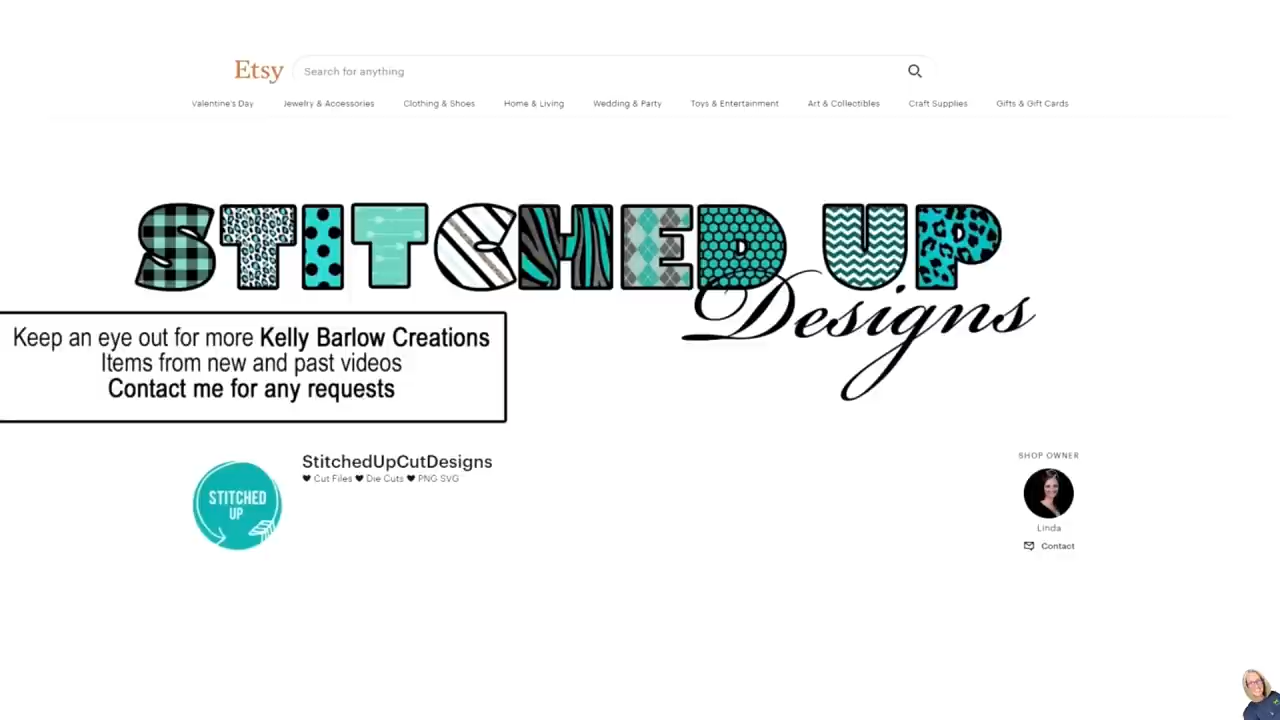 Etsy
Search for anything
Valentine's Day Jewelry & Accessories Clothing & Shoes Home & Living Wedding & Party Toys & Entertainment Art & Collectibles Craft Supplies Gifts & Gift Cards
STITCHED UP
Designs
Keep an eye out for more Kelly Barlow Creations
Items from new and past videos
Contact me for any requests
StitchedUpCutDesigns
♥ Cut Files ♥ Die Cuts ♥ PNG SVG
STITCHED
UP
SHOP OWNER
Linda
Contact